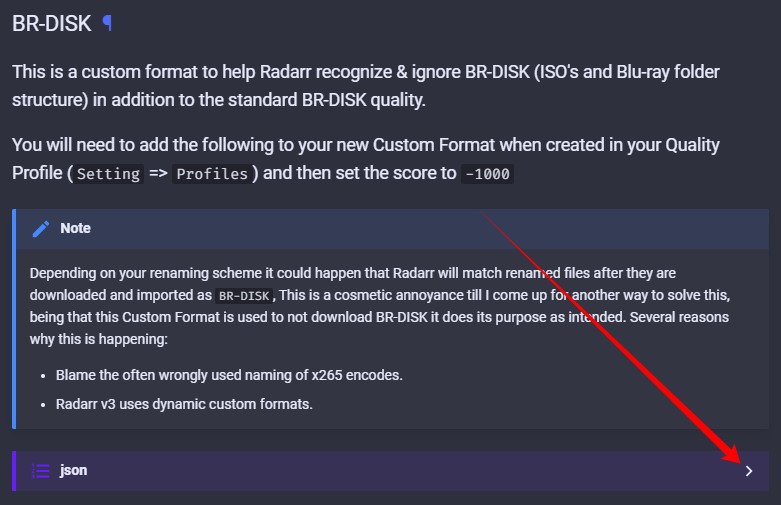 BR-DISK ¶
This is a custom format to help Radarr recognize & ignore BR-DISK (ISO's and Blu-ray folder
structure) in addition to the standard BR-DISK quality.
You will need to add the following to your new Custom Format when created in your Quality
Profile ( Setting => Profiles ) and then set the score to -1000
Note
Depending on your renaming scheme it could happen that Radarr will match renamed files after they are
downloaded and imported as BR-DISK, This is a cosmetic annoyance till I come up for another way to solve this,
being that this Custom Format is used to not download BR-DISK it does its purpose as intended. Several reasons
why this is happening:
• Blame the often wrongly used naming of x265 encodes.
• Radarr v3 uses dynamic custom formats.
json